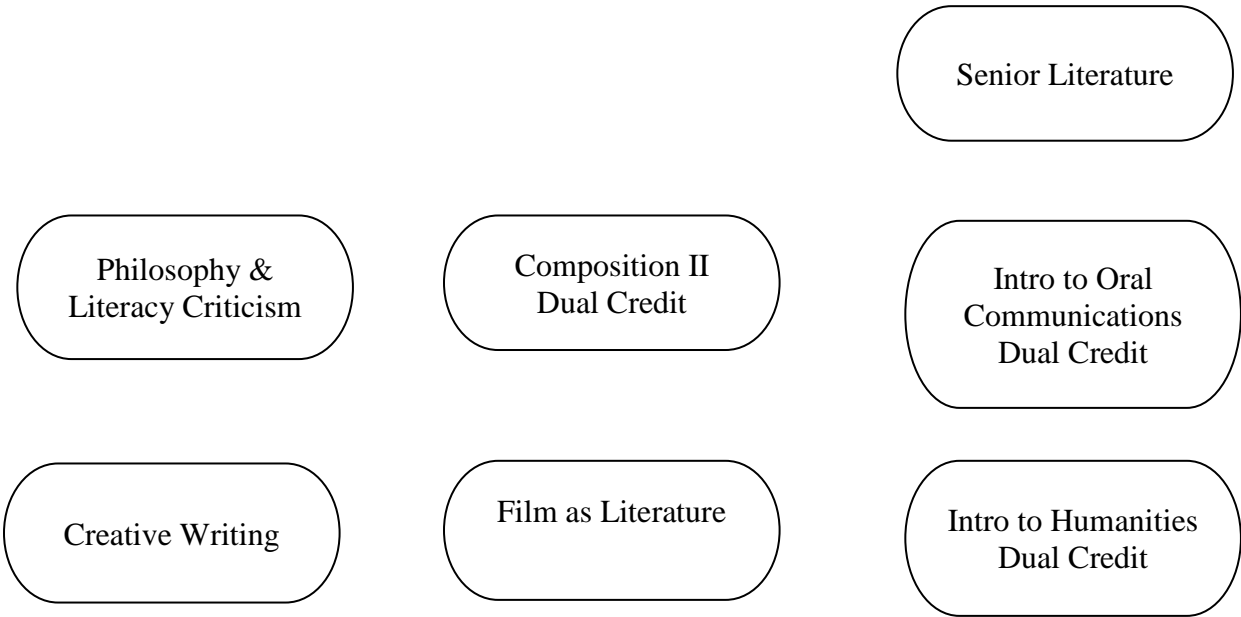 Senior Literature
Philosophy &
Literacy Criticism
Composition II
Dual Credit
Intro to Oral
Communications
Dual Credit
Creative Writing
Film as Literature
Intro to Humanities
Dual Credit